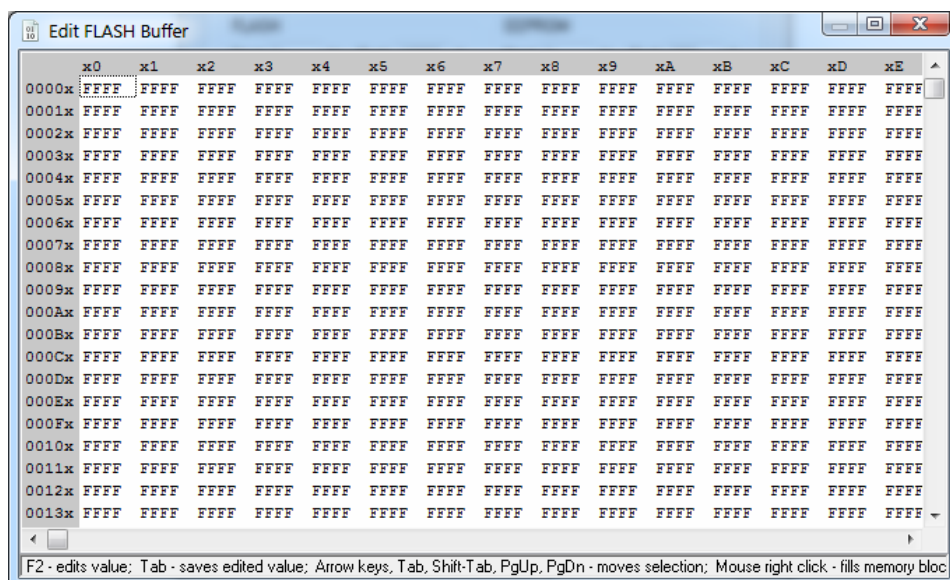 FLASH EEPROM
Edit FLASH Buffer
x0 x1 x2 x3 x4 x5 x6 x7 x8 x9 xA xB xC xD xE
0000x FFFF FFFF FFFF FFFF FFFF FFFF FFFF FFFF FFFF FFFF FFFF FFFF FFFF FFFF FFFF
0001x FFFF FFFF FFFF FFFF FFFF FFFF FFFF FFFF FFFF FFFF FFFF FFFF FFFF FFFF FFFF
0002x FFFF FFFF FFFF FFFF FFFF FFFF FFFF FFFF FFFF FFFF FFFF FFFF FFFF FFFF FFFF
0003x FFFF FFFF FFFF FFFF FFFF FFFF FFFF FFFF FFFF FFFF FFFF FFFF FFFF FFFF FFFF
0004x FFFF FFFF FFFF FFFF FFFF FFFF FFFF FFFF FFFF FFFF FFFF FFFF FFFF FFFF FFFF
0005x FFFF FFFF FFFF FFFF FFFF FFFF FFFF FFFF FFFF FFFF FFFF FFFF FFFF FFFF FFFF
0006x FFFF FFFF FFFF FFFF FFFF FFFF FFFF FFFF FFFF FFFF FFFF FFFF FFFF FFFF FFFF
0007x FFFF FFFF FFFF FFFF FFFF FFFF FFFF FFFF FFFF FFFF FFFF FFFF FFFF FFFF FFFF
0008x FFFF FFFF FFFF FFFF FFFF FFFF FFFF FFFF FFFF FFFF FFFF FFFF FFFF FFFF FFFF
0009x FFFF FFFF FFFF FFFF FFFF FFFF FFFF FFFF FFFF FFFF FFFF FFFF FFFF FFFF FFFF
000Ax FFFF FFFF FFFF FFFF FFFF FFFF FFFF FFFF FFFF FFFF FFFF FFFF FFFF FFFF FFFF
000Bx FFFF FFFF FFFF FFFF FFFF FFFF FFFF FFFF FFFF FFFF FFFF FFFF FFFF FFFF FFFF
000Cx FFFF FFFF FFFF FFFF FFFF FFFF FFFF FFFF FFFF FFFF FFFF FFFF FFFF FFFF FFFF
000Dx FFFF FFFF FFFF FFFF FFFF FFFF FFFF FFFF FFFF FFFF FFFF FFFF FFFF FFFF FFFF
000Ex FFFF FFFF FFFF FFFF FFFF FFFF FFFF FFFF FFFF FFFF FFFF FFFF FFFF FFFF FFFF
000Fx FFFF FFFF FFFF FFFF FFFF FFFF FFFF FFFF FFFF FFFF FFFF FFFF FFFF FFFF FFFF
0010x FFFF FFFF FFFF FFFF FFFF FFFF FFFF FFFF FFFF FFFF FFFF FFFF FFFF FFFF FFFF
0011x FFFF FFFF FFFF FFFF FFFF FFFF FFFF FFFF FFFF FFFF FFFF FFFF FFFF FFFF FFFF
0012x FFFF FFFF FFFF FFFF FFFF FFFF FFFF FFFF FFFF FFFF FFFF FFFF FFFF FFFF FFFF
0013x FFFF FFFF FFFF FFFF FFFF FFFF FFFF FFFF FFFF FFFF FFFF FFFF FFFF FFFF FFFF
F2 - edits value; Tab - saves edited value; Arrow keys, Tab, Shift-Tab, PgUp, PgDn - moves selection; Mouse right click - fills memory bloc